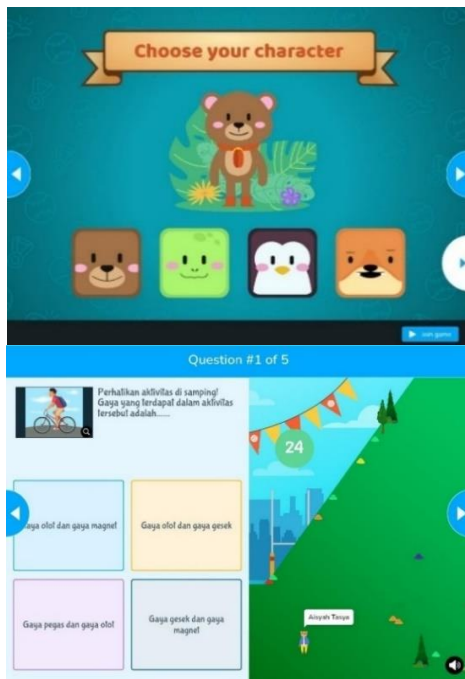 Choose your character
Join game
Question #1 of 5
Perhatikan aktivitas di samping!
Gaya yang terdapat dalam aktivitas
tersebut adalah......
24
gaya otot dan gaya magnet
Gaya otot dan gaya gesek
Gaya pegas dan gaya otot
Gaya gesek dan gaya
magnet
Aisyah Tasya